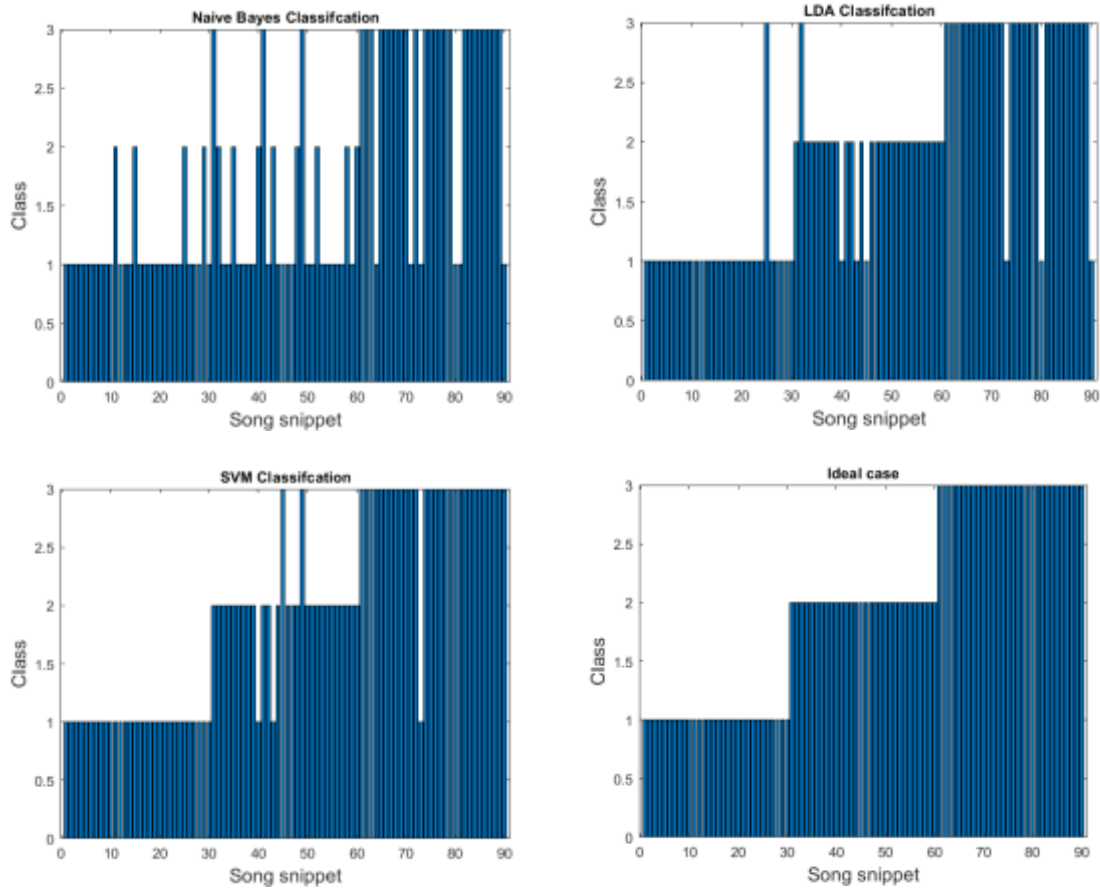 Naive Bayes Classifcation
3
2.5
2
1.5
1
0.5
0
Class
0 10 20 30 40 50 60 70 80 90
Song snippet
LDA Classifcation
3
2.5
2
1.5
1
0.5
0
Class
0 10 20 30 40 50 60 70 80 90
Song snippet
SVM Classifcation
3
2.5
2
1.5
1
0.5
0
Class
0 10 20 30 40 50 60 70 80 90
Song snippet
Ideal case
3
2.5
2
1.5
1
0.5
0
Class
0 10 20 30 40 50 60 70 80 90
Song snippet